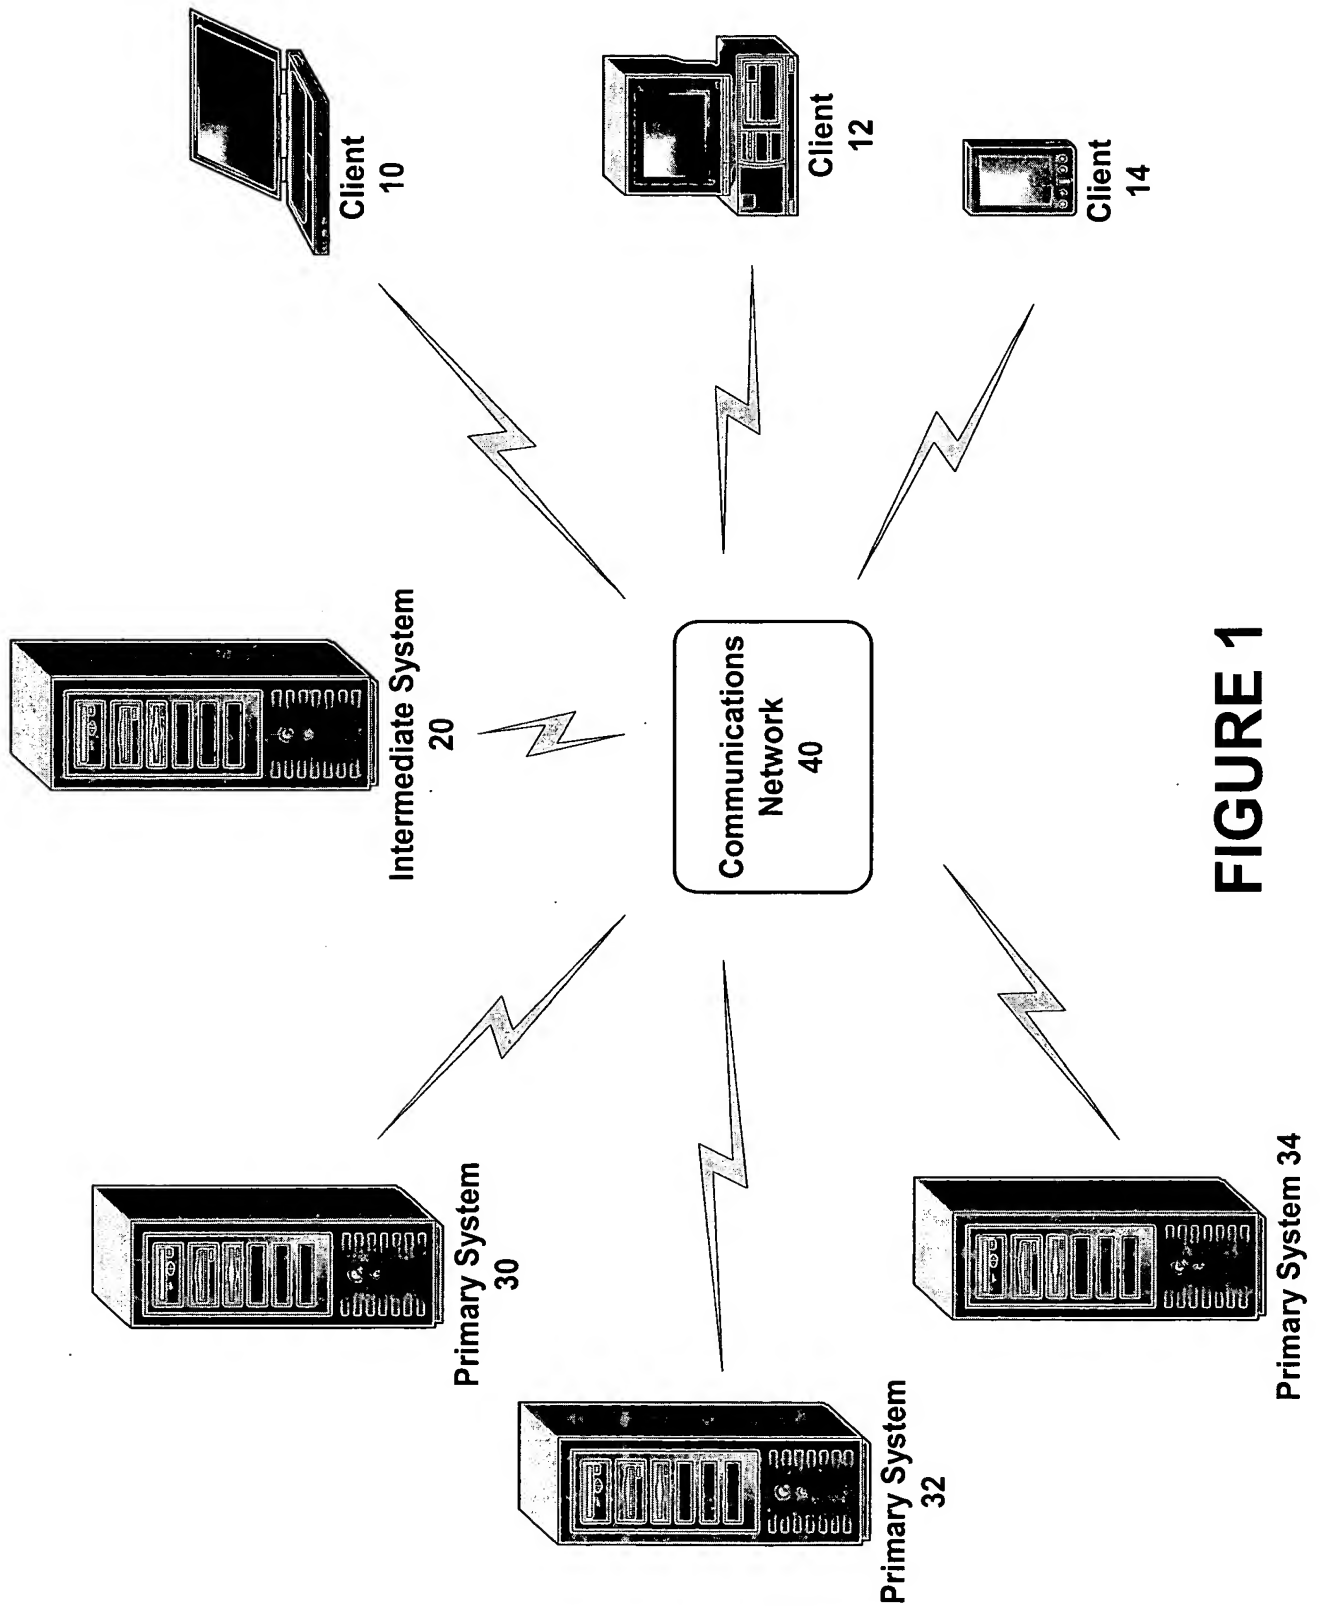 Intermediate System
20
Primary System
30
Client
10
Primary System
32
Communications
Network
40
Client
12
Client
14
Primary System 34
FIGURE 1